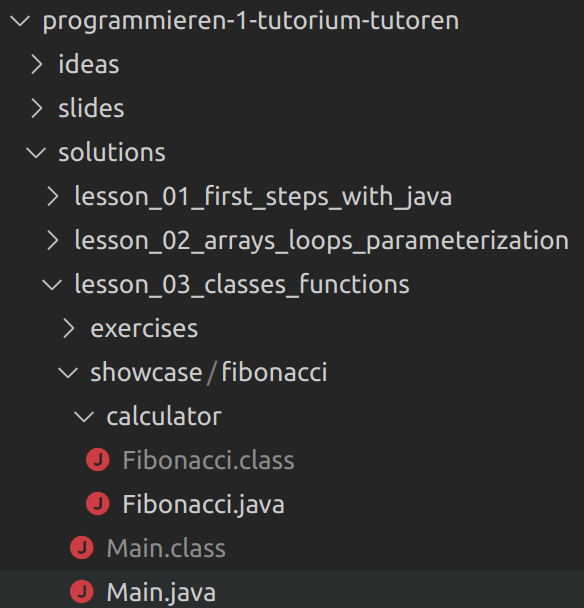 programmieren-1-tutorium-tutoren
ideas
slides
solutions
lesson_01_first_steps_with_java
lesson_02_arrays_loops_parameterization
lesson_03_classes_functions
exercises
showcase/fibonacci
calculator
J Fibonacci.class
J Fibonacci.java
J Main.class
J Main.java